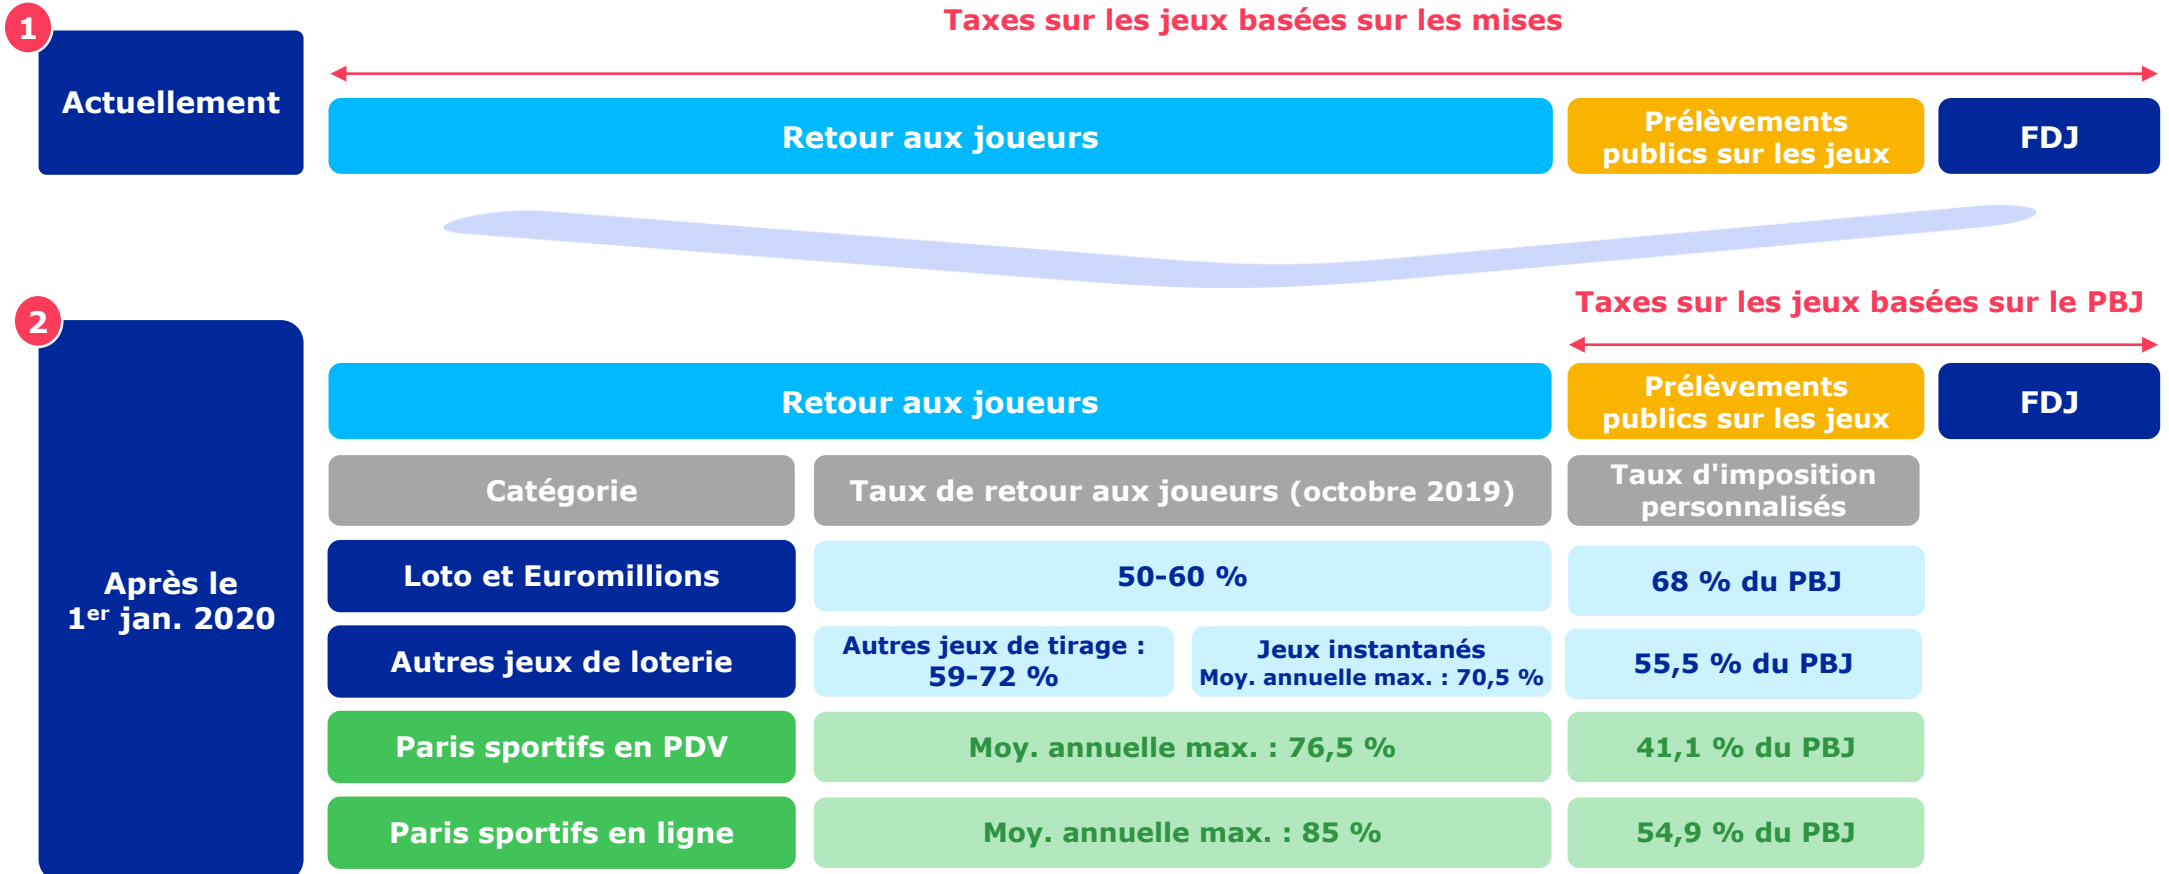 1
Taxes sur les jeux basées sur les mises
Actuellement
Retour aux joueurs
Prélèvements
publics sur les jeux
FDJ
2
Taxes sur les jeux basées sur le PBJ
Après le
1er jan. 2020
Retour aux joueurs
Prélèvements
publics sur les jeux
FDJ
Catégorie
Taux de retour aux joueurs (octobre 2019)
Taux d'imposition
personnalisés
Loto et Euromillions
50-60 %
68 % du PBJ
Autres jeux de loterie
Autres jeux de tirage :
59-72 %
Jeux instantanés
Moy. annuelle max. : 70,5 %
55,5 % du PBJ
Paris sportifs en PDV
Moy. annuelle max. : 76,5 %
41,1 % du PBJ
Paris sportifs en ligne
Moy. annuelle max. : 85 %
54,9 % du PBJ